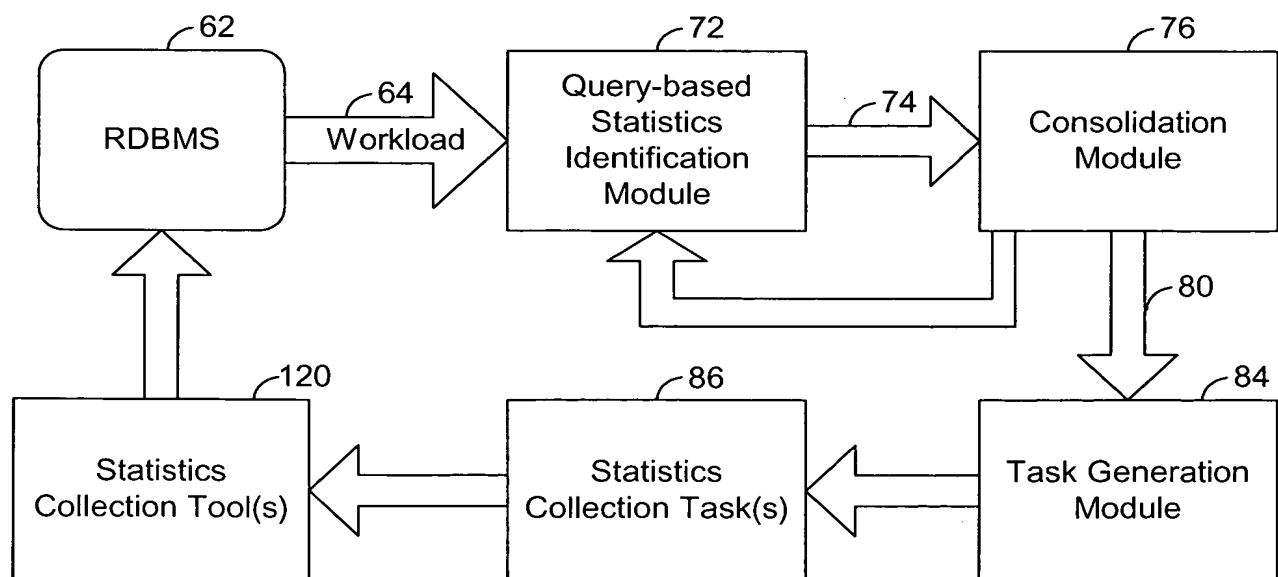 62
72
76
RDBMS
64
Workload
Query-based
Statistics
Identification
Module
74
Consolidation
Module
80
120
86
84
Statistics
Collection Tool(s)
Statistics
Collection Task(s)
Task Generation
Module